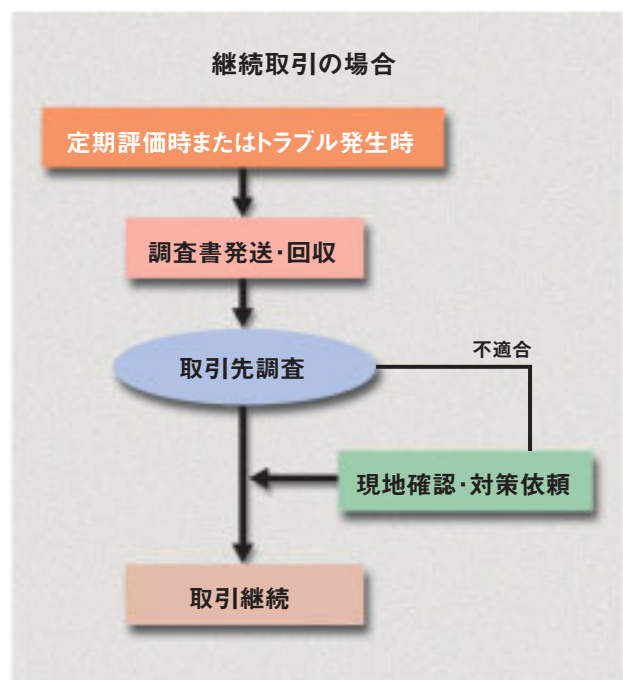 継続取引の場合
定期評価時またはトラブル発生時
調査書発送・回収
取引先調査
不適合
現地確認・対策依頼
取引継続